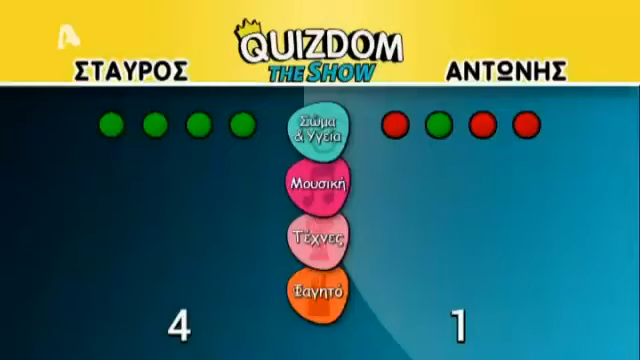 QUIZDOM
THE SHOW
ΣΤΑΥΡΟΣ
ΑΝΤΩΝΗΣ
Σώμα
& Υγεία
Μουσική
Τέχνες
Φαγητό
4
1